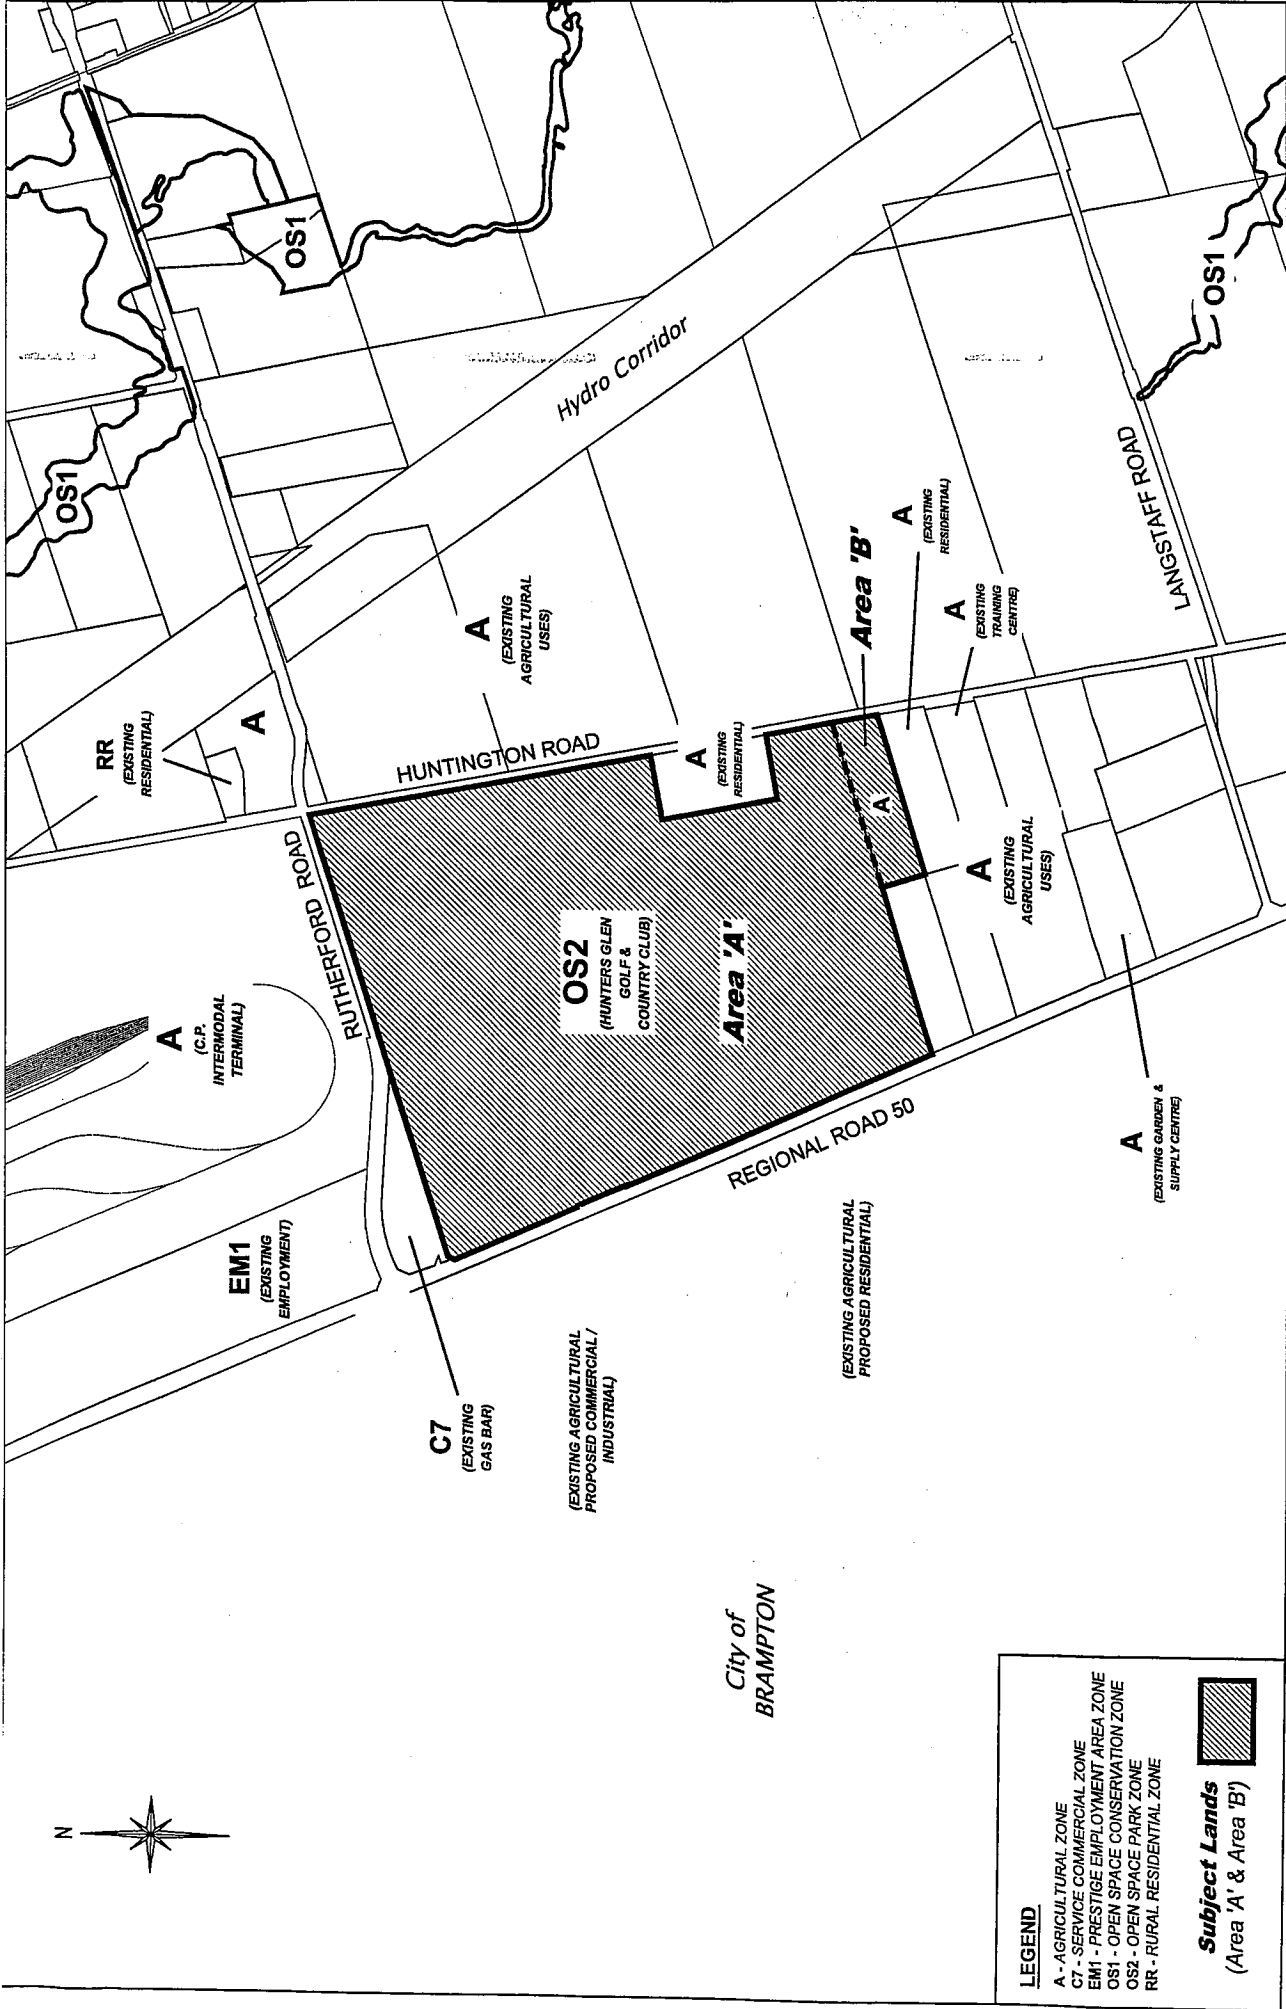 N
RR
(EXISTING
RESIDENTIAL)
A
OS1
OS1
A
(C.P.
INTERMODAL
TERMINAL)
EM1
(EXISTING
EMPLOYMENT)
RUTHERFORD ROAD
HUNTINGTON ROAD
Hydro Corridor
A
(EXISTING
AGRICULTURAL
USES)
C7
(EXISTING
GAS BAR)
(EXISTING AGRICULTURAL
PROPOSED COMMERCIAL /
INDUSTRIAL)
OS2
(HUNTERS GLEN
GOLF &
COUNTRY CLUB)
Area 'A'
A
(EXISTING
RESIDENTIAL)
REGIONAL ROAD 50
City of
BRAMPTON
(EXISTING AGRICULTURAL
PROPOSED RESIDENTIAL)
Area 'B'
A
A
(EXISTING
RESIDENTIAL)
A
(EXISTING
TRAINING
CENTRE)
A
(EXISTING
AGRICULTURAL
USES)
A
(EXISTING GARDEN &
SUPPLY CENTRE)
LANGSTAFF ROAD
OS1
LEGEND
A - AGRICULTURAL ZONE
C7 - SERVICE COMMERCIAL ZONE
EM1 - PRESTIGE EMPLOYMENT AREA ZONE
OS1 - OPEN SPACE CONSERVATION ZONE
OS2 - OPEN SPACE PARK ZONE
RR - RURAL RESIDENTIAL ZONE
Subject Lands
(Area 'A' & Area 'B')